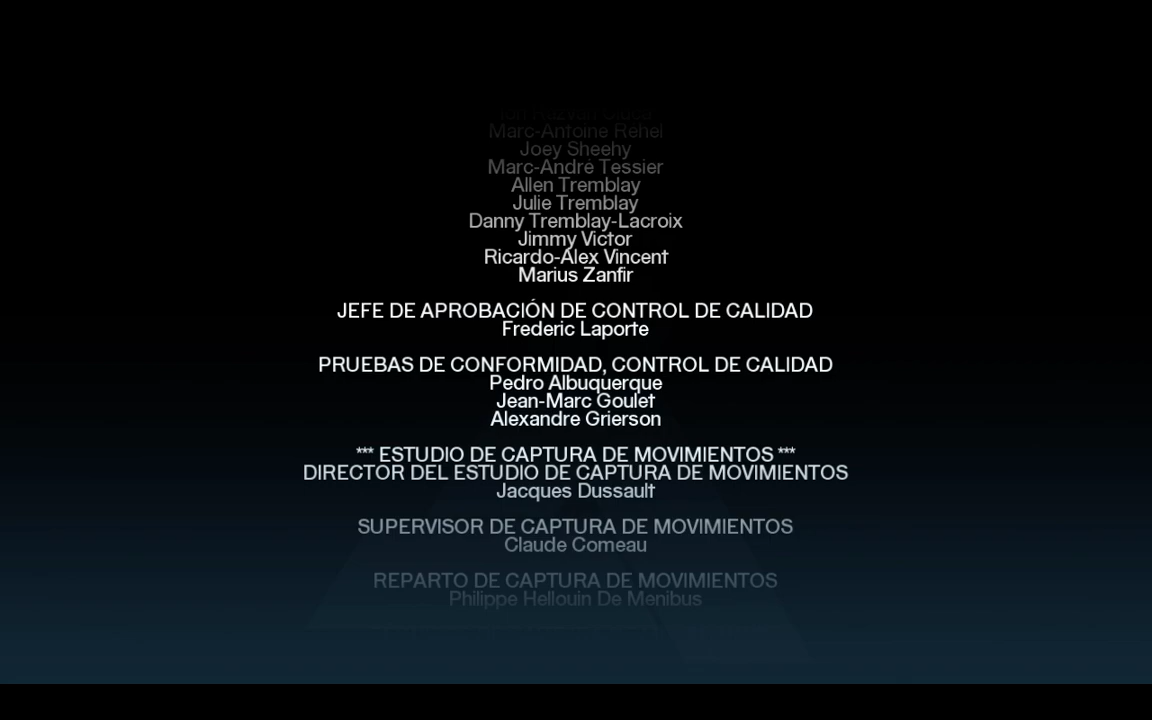 Marc-Antoine Rehel
Joey Sheehy
Marc-André Tessier
Allen Tremblay
Julie Tremblay
Danny Tremblay-Lacroix
Jimmy Victor
Ricardo-Alex Vincent
Marius Zanfir
JEFE DE APROBACIÓN DE CONTROL DE CALIDAD
Frederic Laporte
PRUEBAS DE CONFORMIDAD, CONTROL DE CALIDAD
Pedro Albuquerque
Jean-Marc Goulet
Alexandre Grierson
*** ESTUDIO DE CAPTURA DE MOVIMIENTOS ***
DIRECTOR DEL ESTUDIO DE CAPTURA DE MOVIMIENTOS
Jacques Dussault
SUPERVISOR DE CAPTURA DE MOVIMIENTOS
Claude Comeau
REPARTO DE CAPTURA DE MOVIMIENTOS
Philippe Hellouin De Menibus